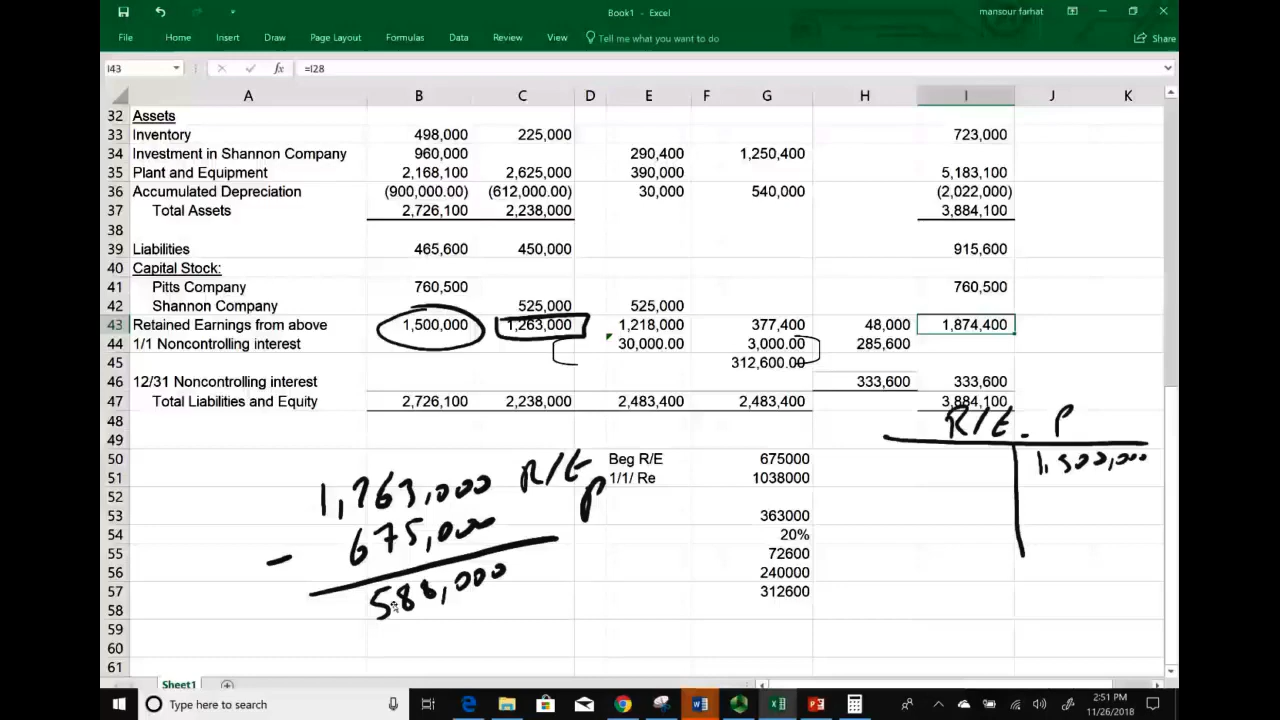 Book1 - Excel
mansour farhat
File Home Insert Draw Page Layout Formulas Data Review View Tell me what you want to do Share
I43 fx =I28
A B C D E F G H I J K
32 Assets
33 Inventory 498,000 225,000 723,000
34 Investment in Shannon Company 960,000 290,400 1,250,400
35 Plant and Equipment 2,168,100 2,625,000 390,000 5,183,100
36 Accumulated Depreciation (900,000.00) (612,000.00) 30,000 540,000 (2,022,000)
37 Total Assets 2,726,100 2,238,000 3,884,100
38
39 Liabilities 465,600 450,000 915,600
40 Capital Stock:
41 Pitts Company 760,500 760,500
42 Shannon Company 525,000 525,000
43 Retained Earnings from above 1,500,000 1,263,000 1,218,000 377,400 48,000 1,874,400
44 1/1 Noncontrolling interest 30,000.00 3,000.00 285,600
45 312,600.00
46 12/31 Noncontrolling interest 333,600 333,600
47 Total Liabilities and Equity 2,726,100 2,238,000 2,483,400 2,483,400 3,884,100
48 R/E - P
49
50 Beg R/E 675000 1,500,000
51 1/1/ Re 1038000
1,263,000 R/E P
52
53 363000
675,000
54 20%
55 72600
56 240000
588,000
57 312600
58
59
60
61
Sheet1
Type here to search
2:51 PM
11/26/2018